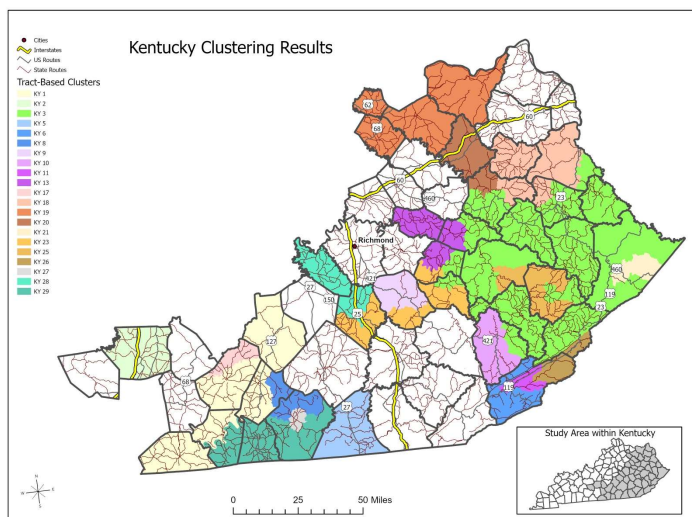 Kentucky Clustering Results
Cities
Interstates
US Routes
State Routes
Tract-Based Clusters
KY 1
KY 2
KY 3
KY 5
KY 6
KY 8
KY 9
KY 10
KY 11
KY 13
KY 17
KY 18
KY 19
KY 20
KY 21
KY 23
KY 25
KY 26
KY 27
KY 28
KY 29
62
68
60
60
460
23
Richmond
421
27
150
25
460
119
23
127
68
421
27
119
Study Area within Kentucky
N
W
E
S
0
25
50 Miles